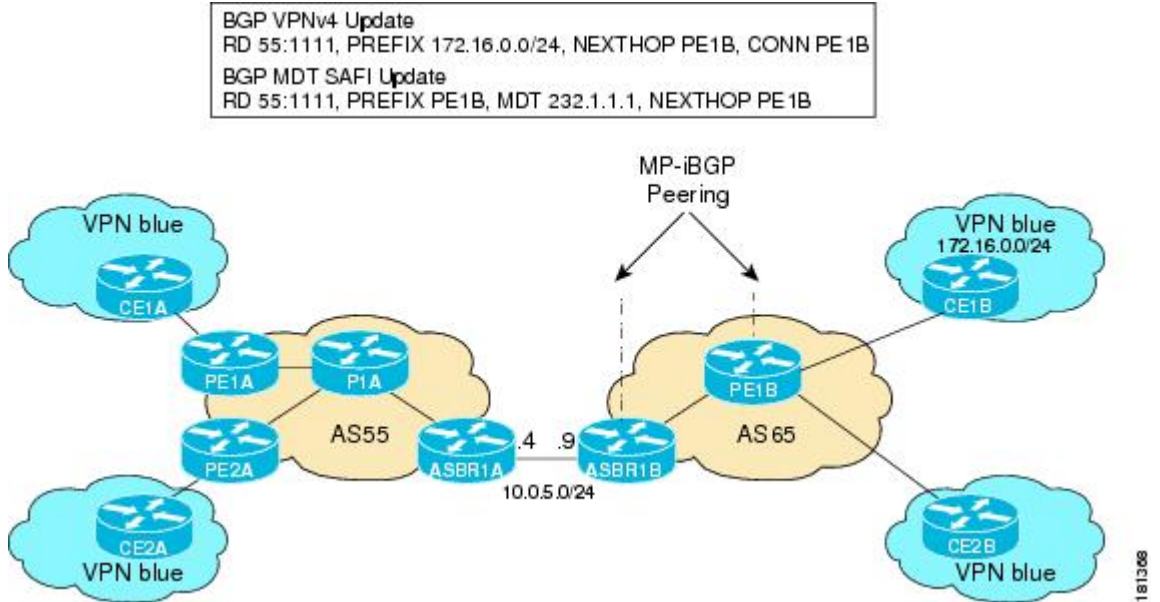 BGP VPNv4 Update
RD 55:1111, PREFIX 172.16.0.0/24, NEXTHOP PE1B, CONN PE1B
BGP MDT SAFI Update
RD 55:1111, PREFIX PE1B, MDT 232.1.1.1, NEXTHOP PE1B
MP-iBGP
Peering
VPN blue
CE1A
VPN blue
172.16.0.0/24
CE1B
PE1A
P1A
PE1B
AS55
AS65
PE2A
ASBR1A
.4
.9
ASBR1B
10.0.5.0/24
CE2A
VPN blue
CE2B
VPN blue
181368